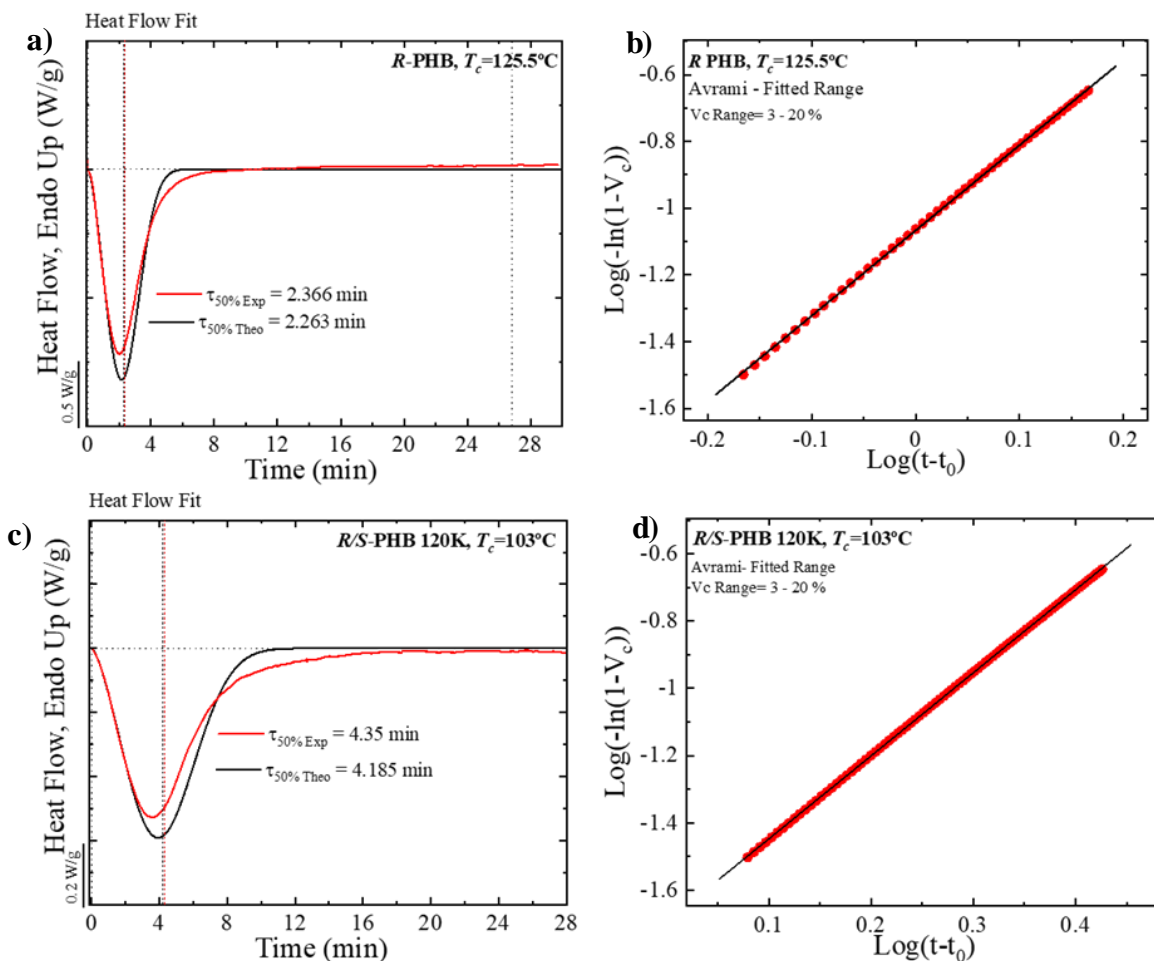 Heat Flow Fit
a)
R-PHB, Tc=125.5ºC
Heat Flow, Endo Up (W/g)
0.5 W/g
τ50% Exp = 2.366 min
τ50% Theo = 2.263 min
0 4 8 12 16 20 24 28
Time (min)
b)
R PHB, Tc=125.5ºC
Avrami - Fitted Range
Vc Range= 3 - 20 %
Log(-ln(1-Vc))
-0.6
-0.8
-1
-1.2
-1.4
-1.6
-0.2 -0.1 0 0.1 0.2
Log(t-t0)
Heat Flow Fit
c)
R/S-PHB 120K, Tc=103ºC
Heat Flow, Endo Up (W/g)
0.2 W/g
τ50% Exp = 4.35 min
τ50% Theo = 4.185 min
0 4 8 12 16 20 24 28
Time (min)
d)
R/S-PHB 120K, Tc=103ºC
Avrami- Fitted Range
Vc Range= 3 - 20 %
Log(-ln(1-Vc))
-0.6
-0.8
-1
-1.2
-1.4
-1.6
0.1 0.2 0.3 0.4
Log(t-t0)